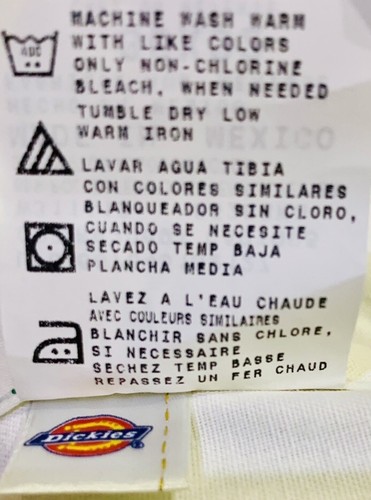 MACHINE WASH WARM
WITH LIKE COLORS
ONLY NON-CHLORINE
BLEACH, WHEN NEEDED
TUMBLE DRY LOW
WARM IRON
LAVAR AGUA TIBIA
CON COLORES SIMILARES
BLANQUEADOR SIN CLORO,
CUANDO SE NECESITE
SECADO TEMP BAJA
PLANCHA MEDIA
LAVEZ A L'EAU CHAUDE
AVEC COULEURS SIMILAIRES
BLANCHIR SANS CHLORE,
SI NECESSAIRE
SECHEZ TEMP BASSE
REPASSEZ UN FER CHAUD
Dickies